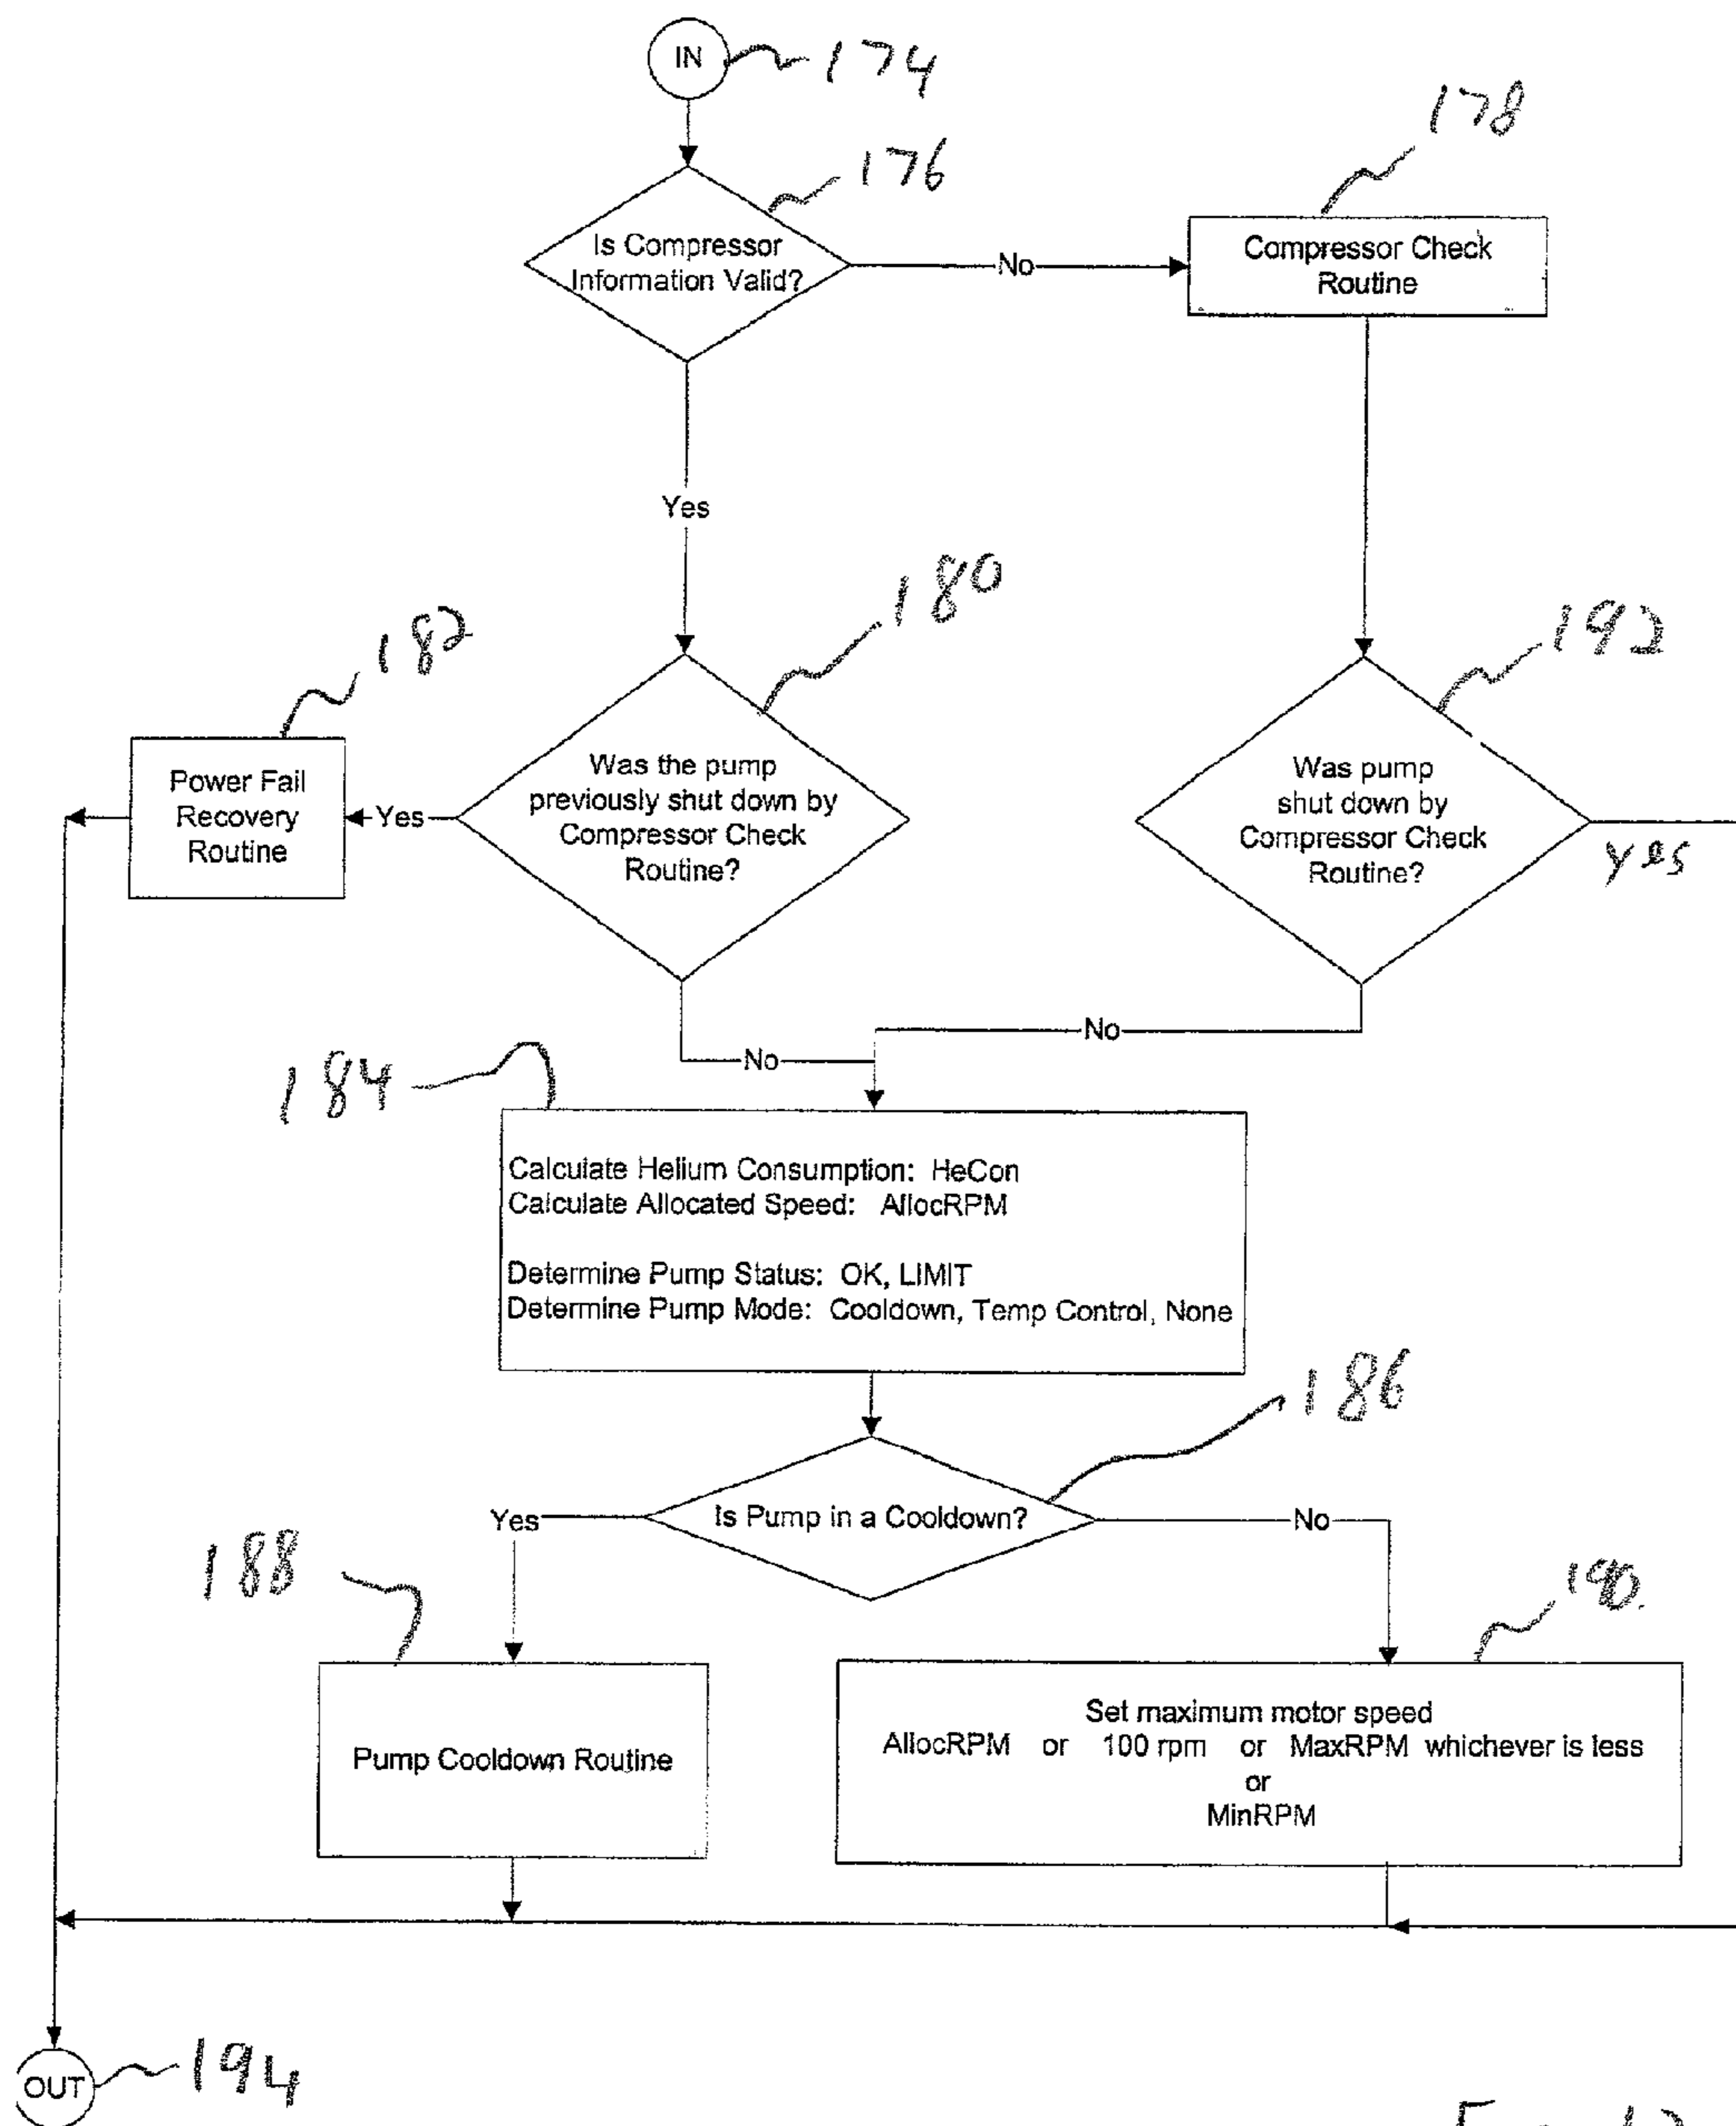 IN
174
176
178
Is Compressor
Information Valid?
No
Compressor Check
Routine
Yes
180
182
192
Power Fail
Recovery
Routine
Yes
Was the pump
previously shut down by
Compressor Check
Routine?
Was pump
shut down by
Compressor Check
Routine?
yes
No
No
184
Calculate Helium Consumption: HeCon
Calculate Allocated Speed: AllocRPM
Determine Pump Status: OK, LIMIT
Determine Pump Mode: Cooldown, Temp Control, None
186
Yes
Is Pump in a Cooldown?
No
188
190.
Pump Cooldown Routine
Set maximum motor speed
AllocRPM or 100 rpm or MaxRPM whichever is less
or
MinRPM
OUT
194